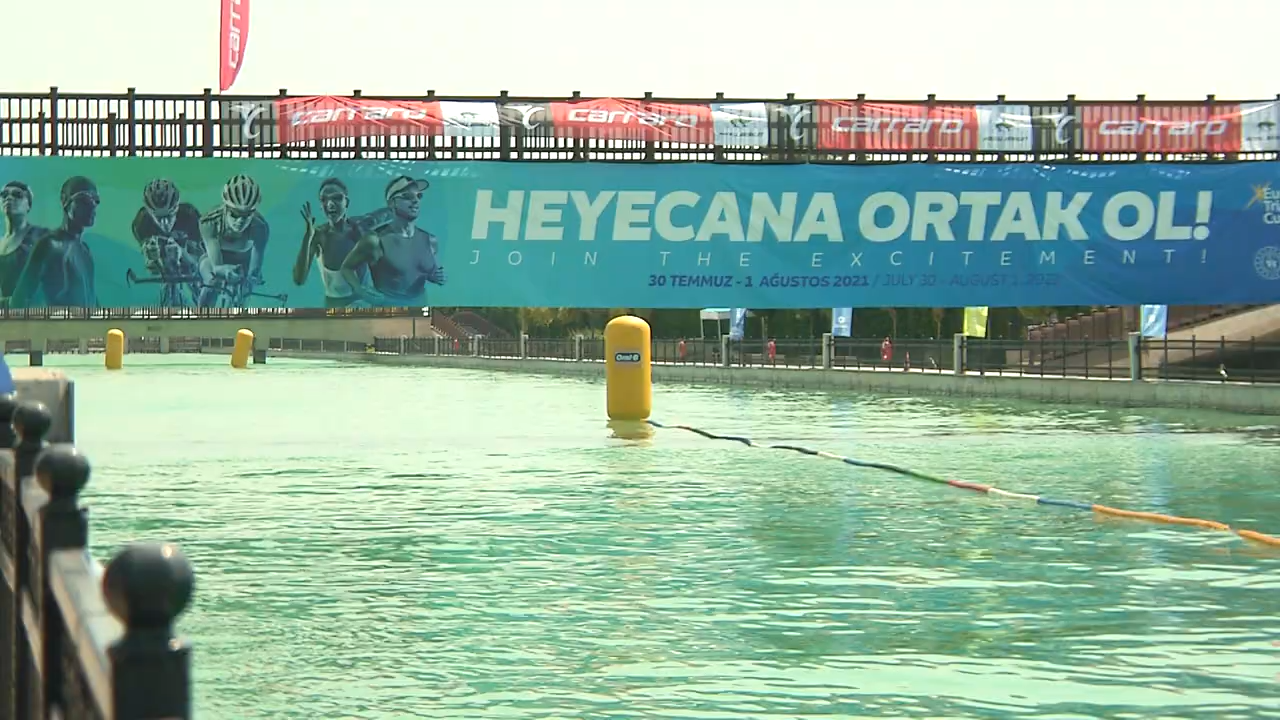 carraro
carraro carraro carraro carraro
HEYECANA ORTAK OL!
JOIN THE EXCITEMENT!
30 TEMMUZ - 1 AĞUSTOS 2021 / JULY 30 - AUGUST 1, 2021
Oral-B